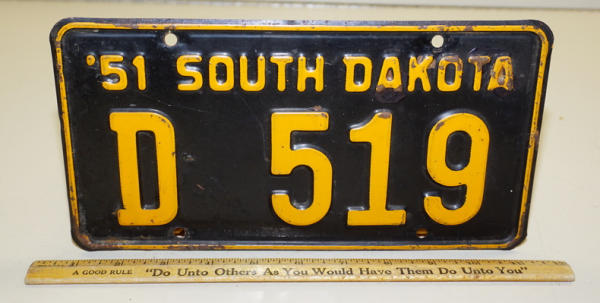 '51 SOUTH DAKOTA
D 519
A GOOD RULE "Do Unto Others As You Would Have Them Do Unto You"